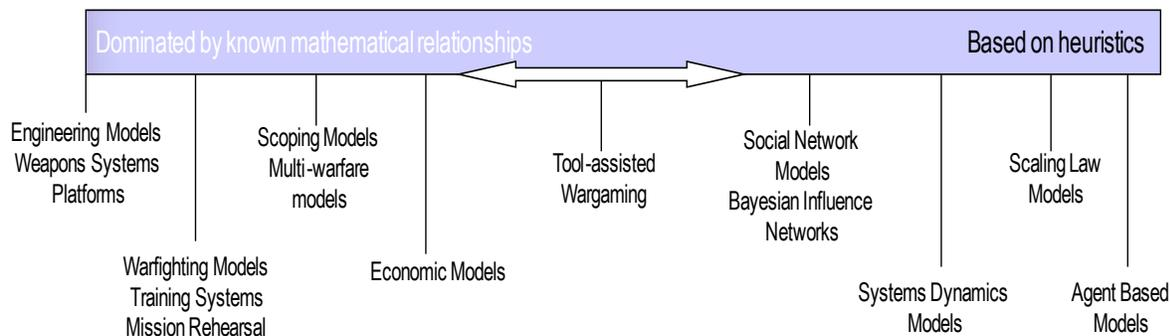 Dominated by known mathematical relationships
Based on heuristics
Engineering Models
Weapons Systems
Platforms
Warfighting Models
Training Systems
Mission Rehearsal
Scoping Models
Multi-warfare
models
Economic Models
Tool-assisted
Wargaming
Social Network
Models
Bayesian Influence
Networks
Systems Dynamics
Models
Scaling Law
Models
Agent Based
Models